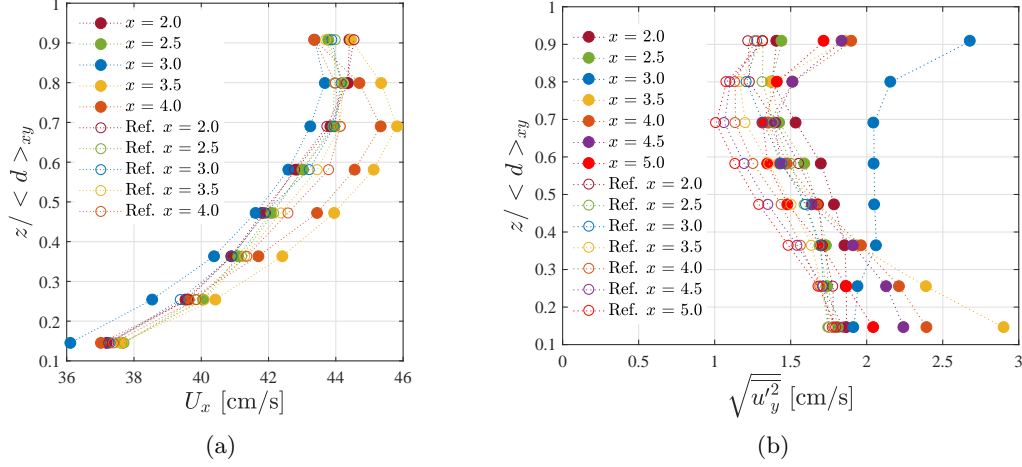 1
0.9
0.8
0.7
0.6
0.5
0.4
0.3
0.2
0.1
z/ < d >xy
x = 2.0
x = 2.5
x = 3.0
x = 3.5
x = 4.0
Ref. x = 2.0
Ref. x = 2.5
Ref. x = 3.0
Ref. x = 3.5
Ref. x = 4.0
36 38 40 42 44 46
Ux [cm/s]
(a)
1
0.9
0.8
0.7
0.6
0.5
0.4
0.3
0.2
0.1
z/ < d >xy
x = 2.0
x = 2.5
x = 3.0
x = 3.5
x = 4.0
x = 4.5
x = 5.0
Ref. x = 2.0
Ref. x = 2.5
Ref. x = 3.0
Ref. x = 3.5
Ref. x = 4.0
Ref. x = 4.5
Ref. x = 5.0
0 0.5 1 1.5 2 2.5 3
√u′²y [cm/s]
(b)